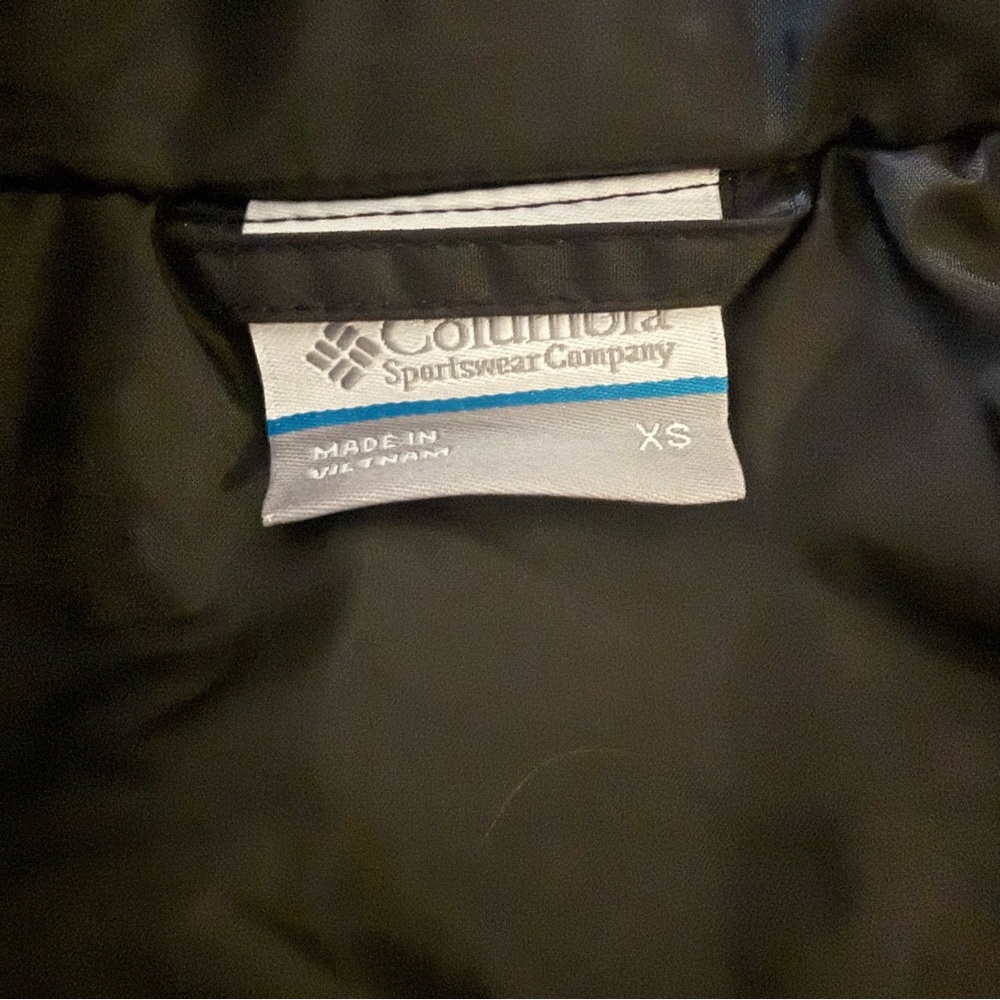 Columbia
Sportswear Company
MADE IN
VIETNAM
XS